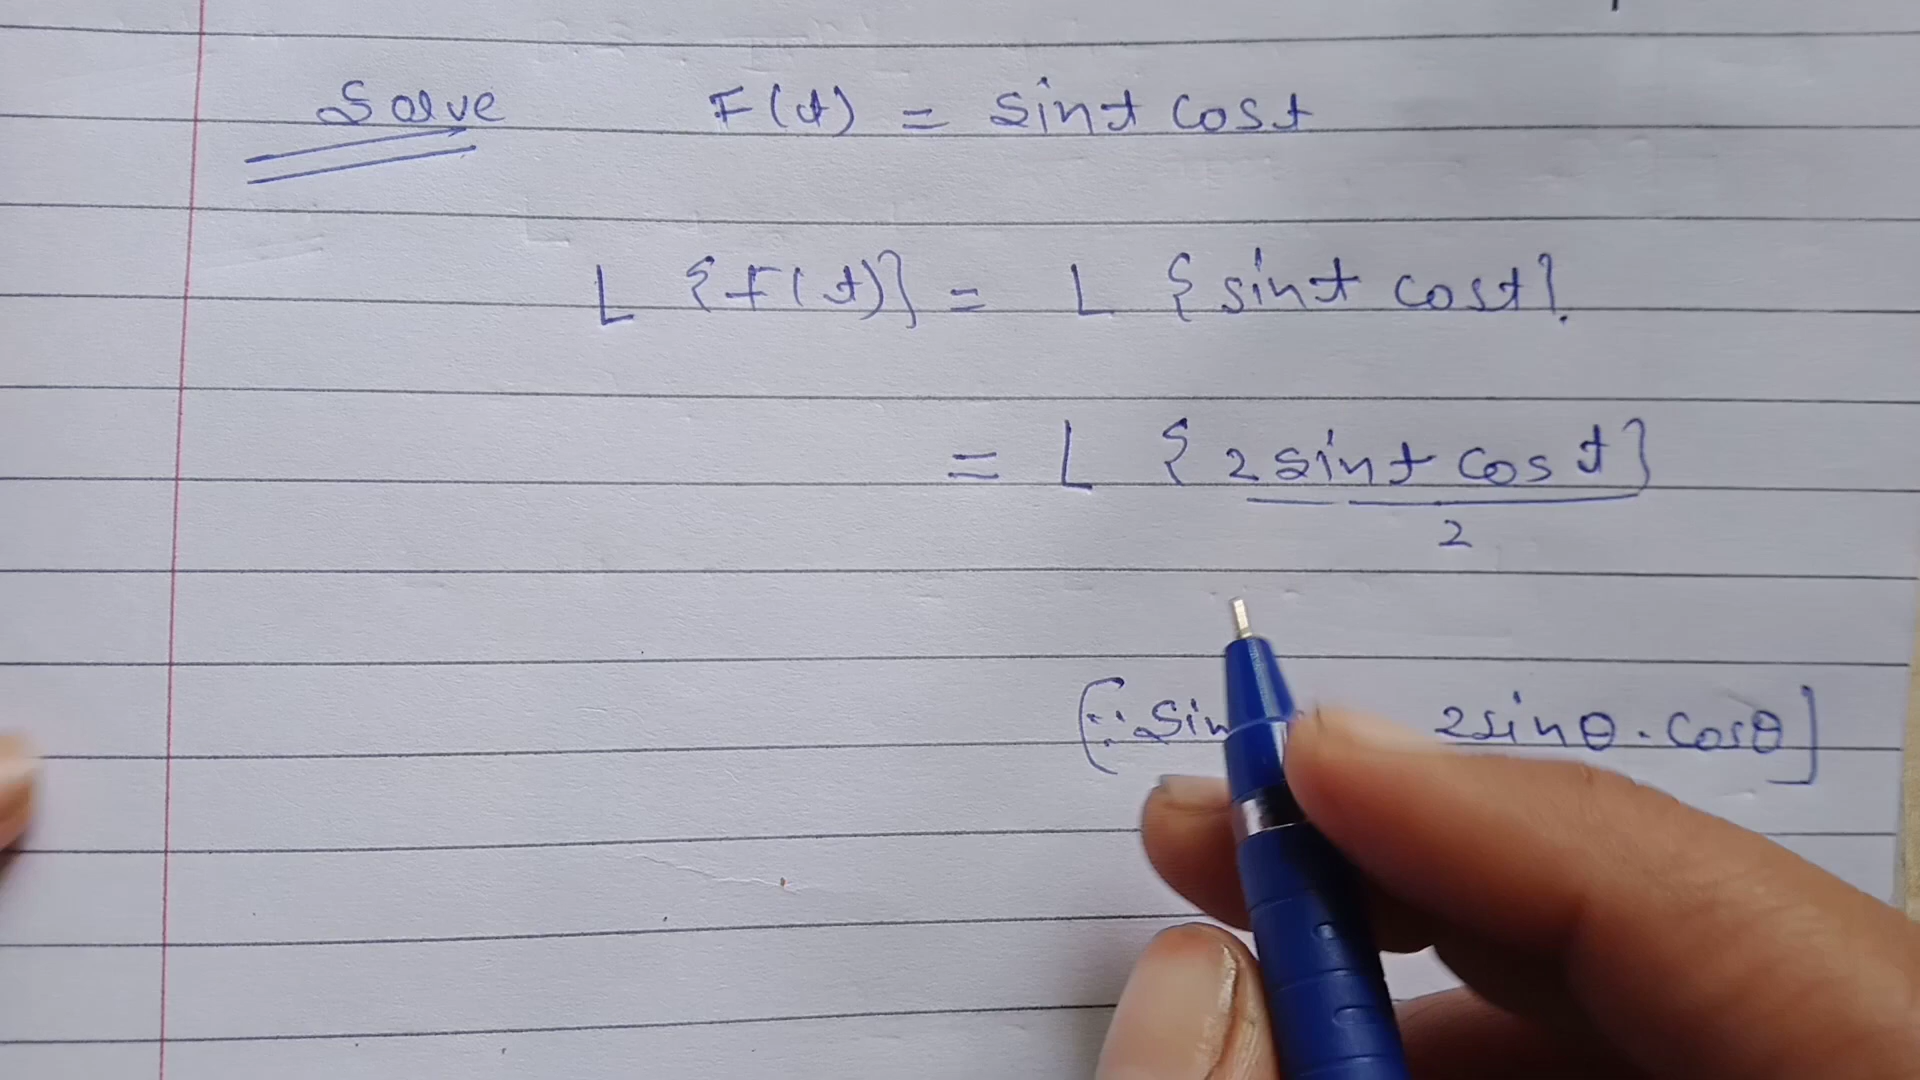 Solve F(t) = sint cost
L {F(t)} = L {sint cost}.
= L {2sint cost}
2
[∵ sin 2sinθ.cosθ]